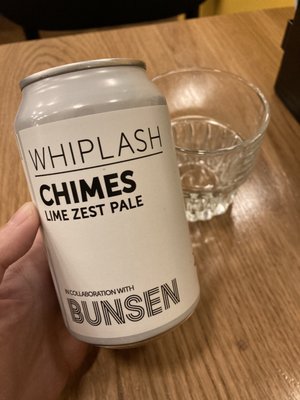 WHIPLASH
CHIMES
LIME ZEST PALE
IN COLLABORATION WITH
BUNSEN